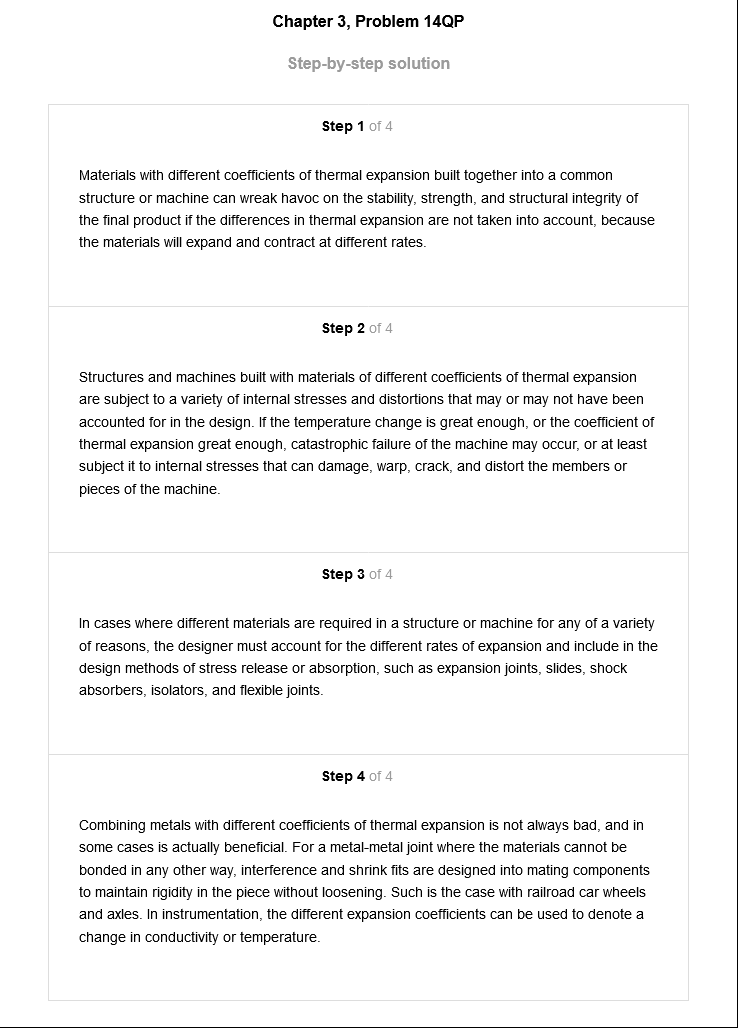 Chapter 3, Problem 14QP
Step-by-step solution
Step 1 of 4
Materials with different coefficients of thermal expansion built together into a common
structure or machine can wreak havoc on the stability, strength, and structural integrity of
the final product if the differences in thermal expansion are not taken into account, because
the materials will expand and contract at different rates.
Step 2 of 4
Structures and machines built with materials of different coefficients of thermal expansion
are subject to a variety of internal stresses and distortions that may or may not have been
accounted for in the design. If the temperature change is great enough, or the coefficient of
thermal expansion great enough, catastrophic failure of the machine may occur, or at least
subject it to internal stresses that can damage, warp, crack, and distort the members or
pieces of the machine.
Step 3 of 4
In cases where different materials are required in a structure or machine for any of a variety
of reasons, the designer must account for the different rates of expansion and include in the
design methods of stress release or absorption, such as expansion joints, slides, shock
absorbers, isolators, and flexible joints.
Step 4 of 4
Combining metals with different coefficients of thermal expansion is not always bad, and in
some cases is actually beneficial. For a metal-metal joint where the materials cannot be
bonded in any other way, interference and shrink fits are designed into mating components
to maintain rigidity in the piece without loosening. Such is the case with railroad car wheels
and axles. In instrumentation, the different expansion coefficients can be used to denote a
change in conductivity or temperature.